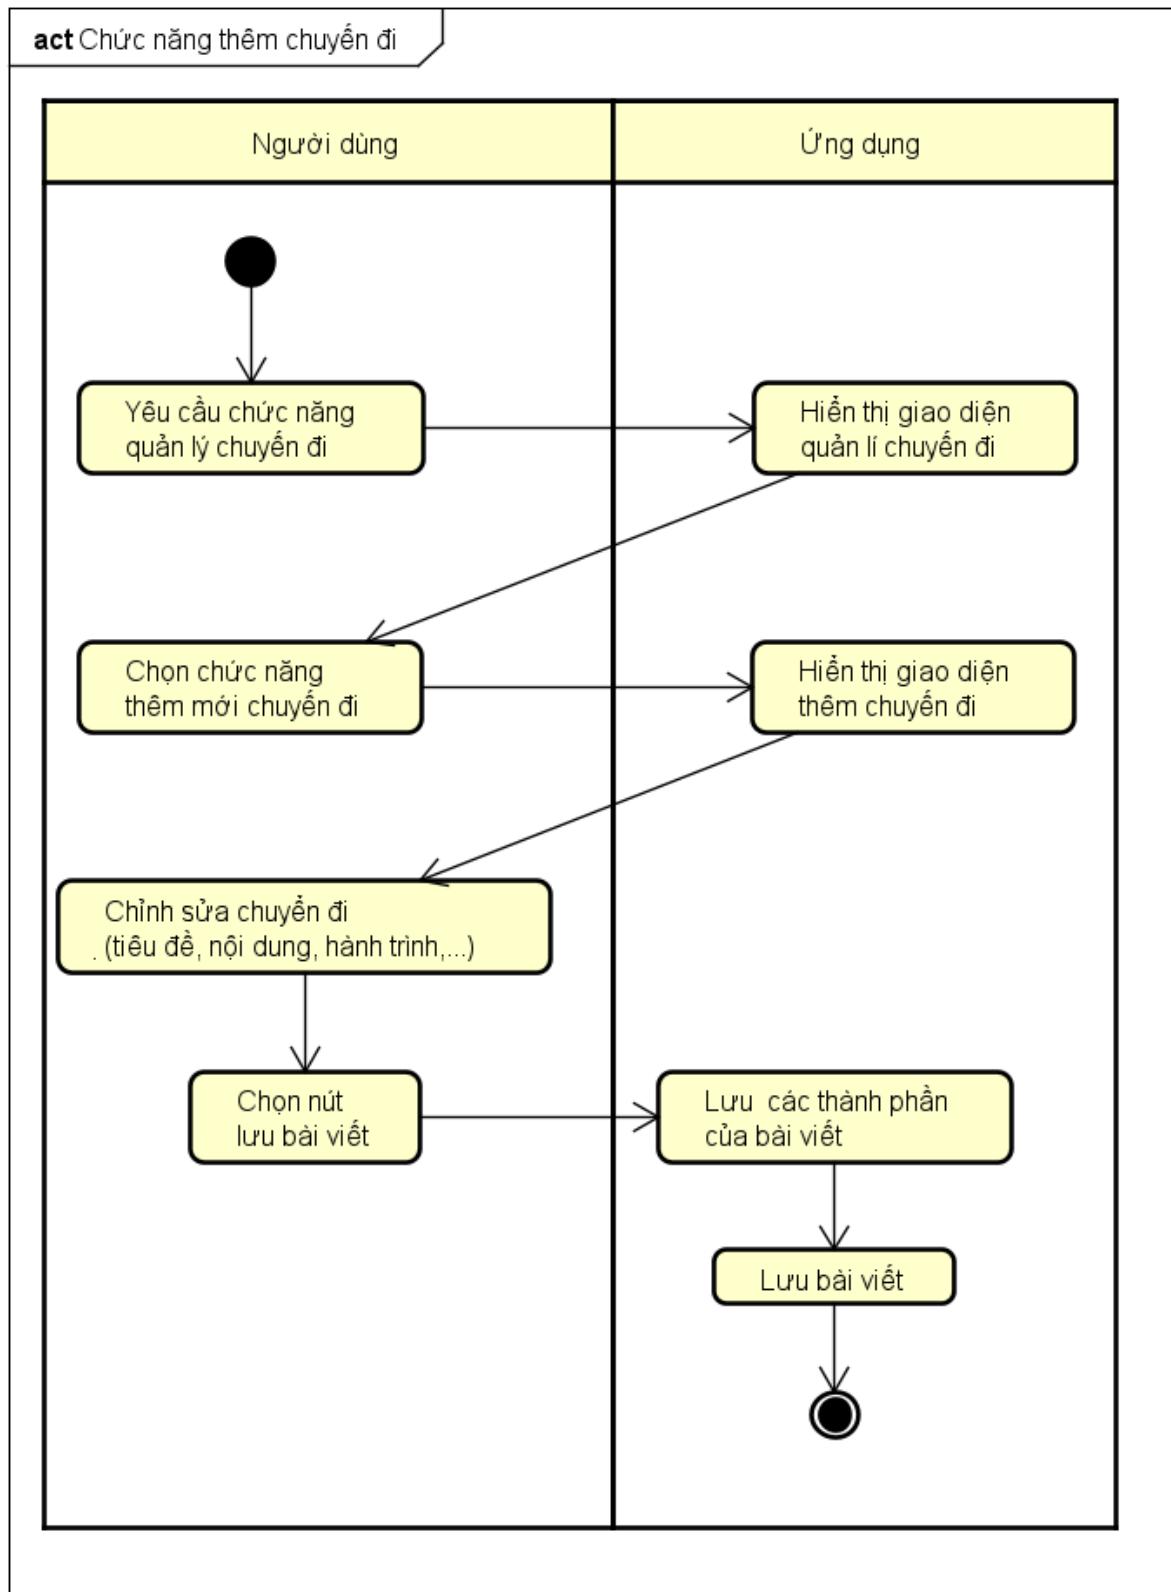 act Chức năng thêm chuyến đi
Người dùng
Ứng dụng
Yêu cầu chức năng
quản lý chuyến đi
Hiển thị giao diện
quản lí chuyến đi
Chọn chức năng
thêm mới chuyến đi
Hiển thị giao diện
thêm chuyến đi
Chỉnh sửa chuyển đi
. (tiêu đề, nội dung, hành trình,...)
Chọn nút
lưu bài viết
Lưu các thành phần
của bài viết
Lưu bài viết